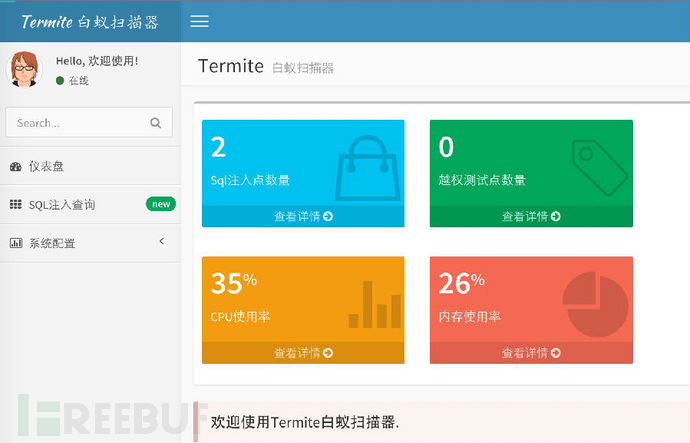 Termite 白蚁扫描器
Hello, 欢迎使用!
在线
Search...
仪表盘
SQL注入查询 new
系统配置
Termite 白蚁扫描器
2
Sql注入点数量
查看详情
0
越权测试点数量
查看详情
35%
CPU使用率
查看详情
26%
内存使用率
查看详情
欢迎使用Termite白蚁扫描器.
FREEBUF